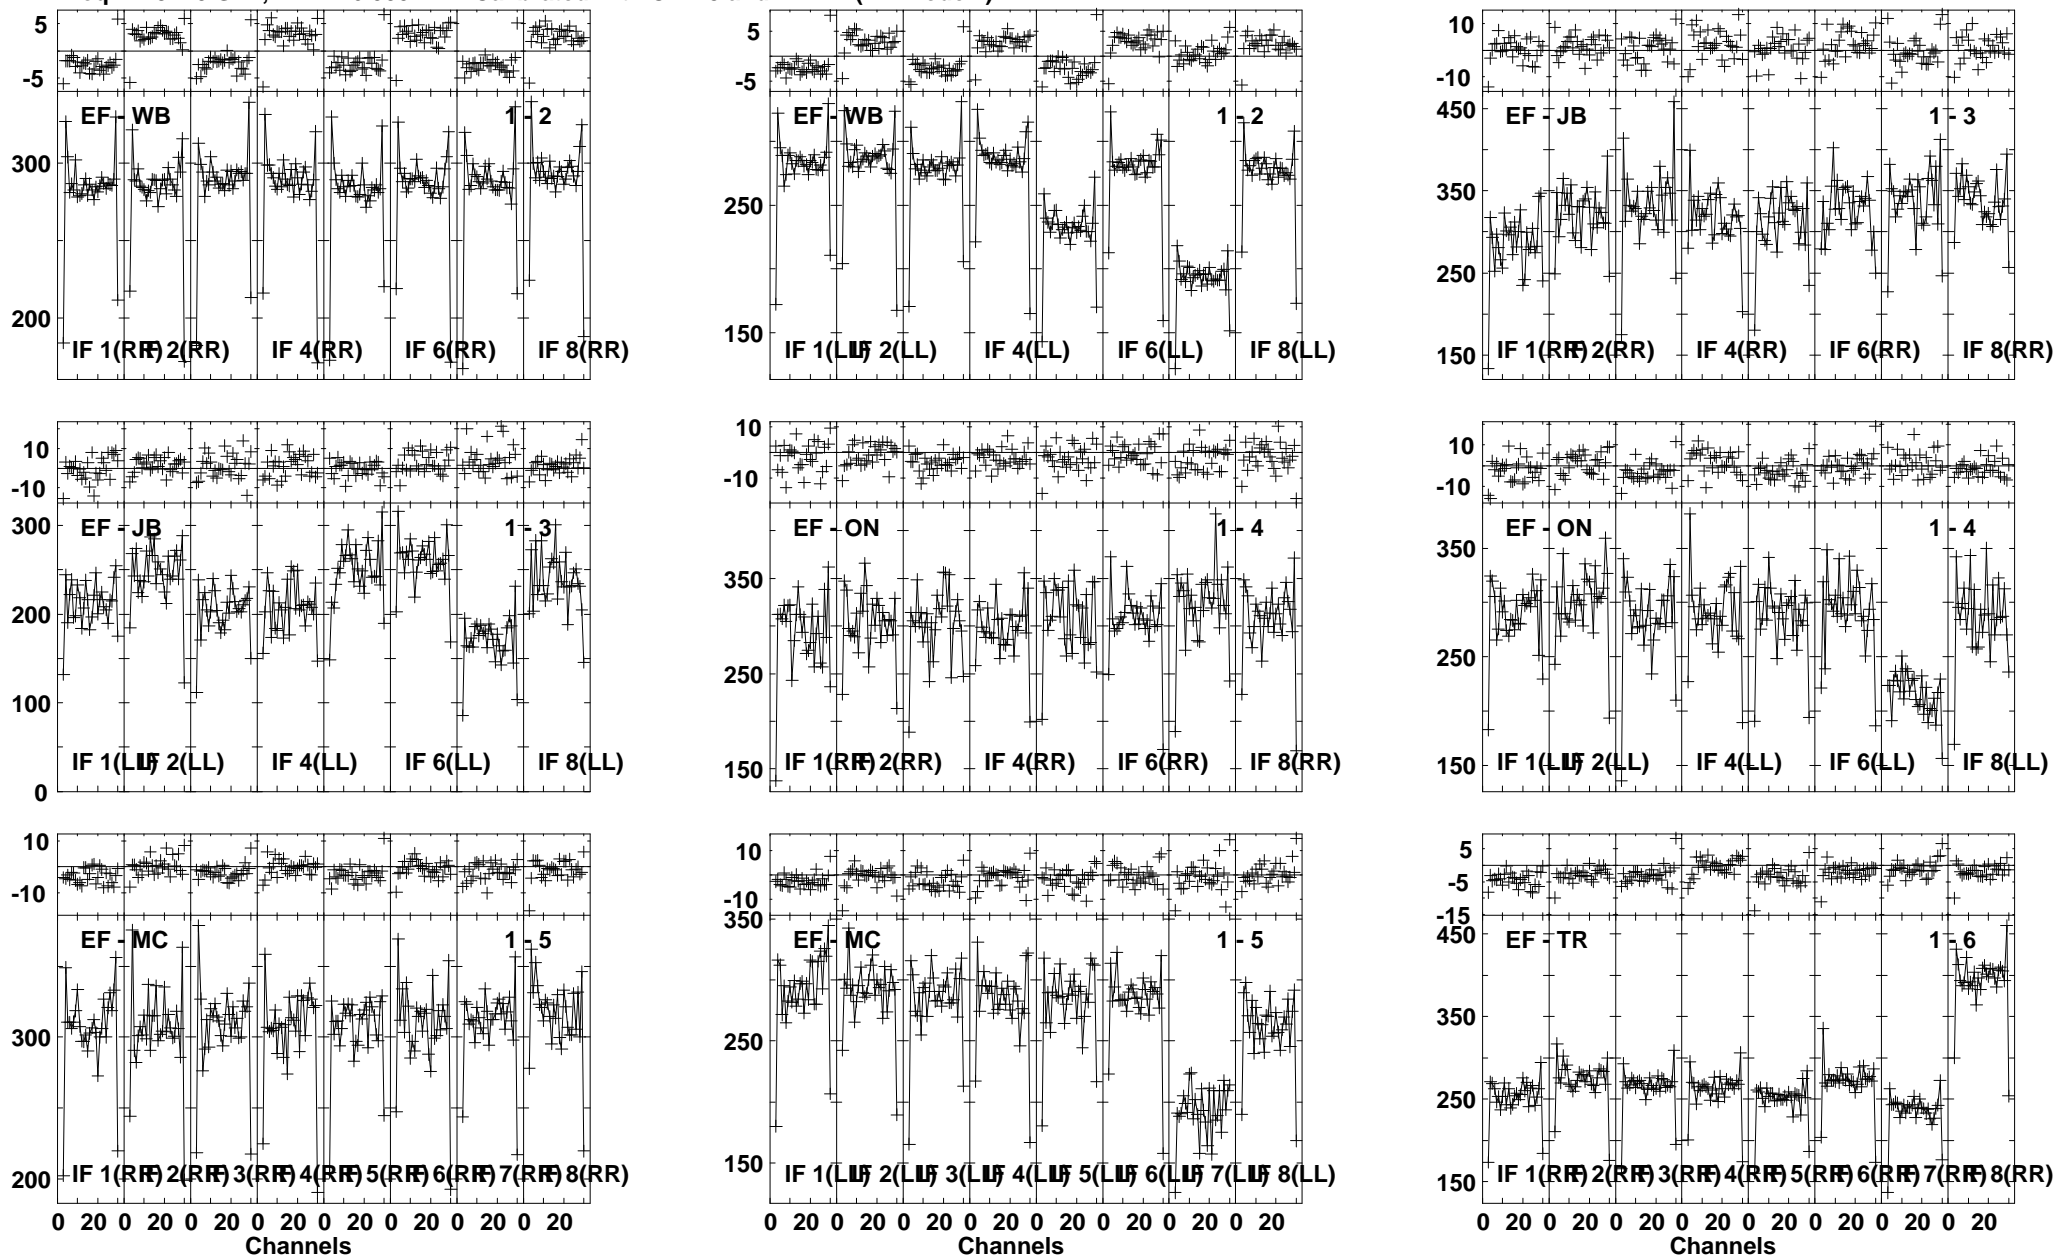 5
-5
EF - WB 1 - 2
300
200
IF 1(RR) IF 2(RR) IF 4(RR) IF 6(RR) IF 8(RR)
5
-5
EF - WB 1 - 2
250
150
IF 1(LL) IF 2(LL) IF 4(LL) IF 6(LL) IF 8(LL)
10
-10
450
EF - JB 1 - 3
350
250
150
IF 1(RR) IF 2(RR) IF 4(RR) IF 6(RR) IF 8(RR)
10
-10
300
EF - JB 1 - 3
200
100
IF 1(LL) IF 2(LL) IF 4(LL) IF 6(LL) IF 8(LL)
0
10
-10
EF - ON 1 - 4
350
250
150
IF 1(RR) IF 2(RR) IF 4(RR) IF 6(RR) IF 8(RR)
10
-10
EF - ON 1 - 4
350
250
150
IF 1(LL) IF 2(LL) IF 4(LL) IF 6(LL) IF 8(LL)
10
-10
EF - MC 1 - 5
300
200
IF 1(RR) IF 2(RR) IF 3(RR) IF 4(RR) IF 5(RR) IF 6(RR) IF 7(RR) IF 8(RR)
0 20 0 20 0 20 0 20 0 20 0 20 0 20 0 20
Channels
10
-10
350
EF - MC 1 - 5
250
150
IF 1(LL) IF 2(LL) IF 3(LL) IF 4(LL) IF 5(LL) IF 6(LL) IF 7(LL) IF 8(LL)
0 20 0 20 0 20 0 20 0 20 0 20 0 20 0 20
Channels
5
-5
-15
450
EF - TR 1 - 6
350
250
150
IF 1(RR) IF 2(RR) IF 3(RR) IF 4(RR) IF 5(RR) IF 6(RR) IF 7(RR) IF 8(RR)
0 20 0 20 0 20 0 20 0 20 0 20 0 20 0 20
Channels